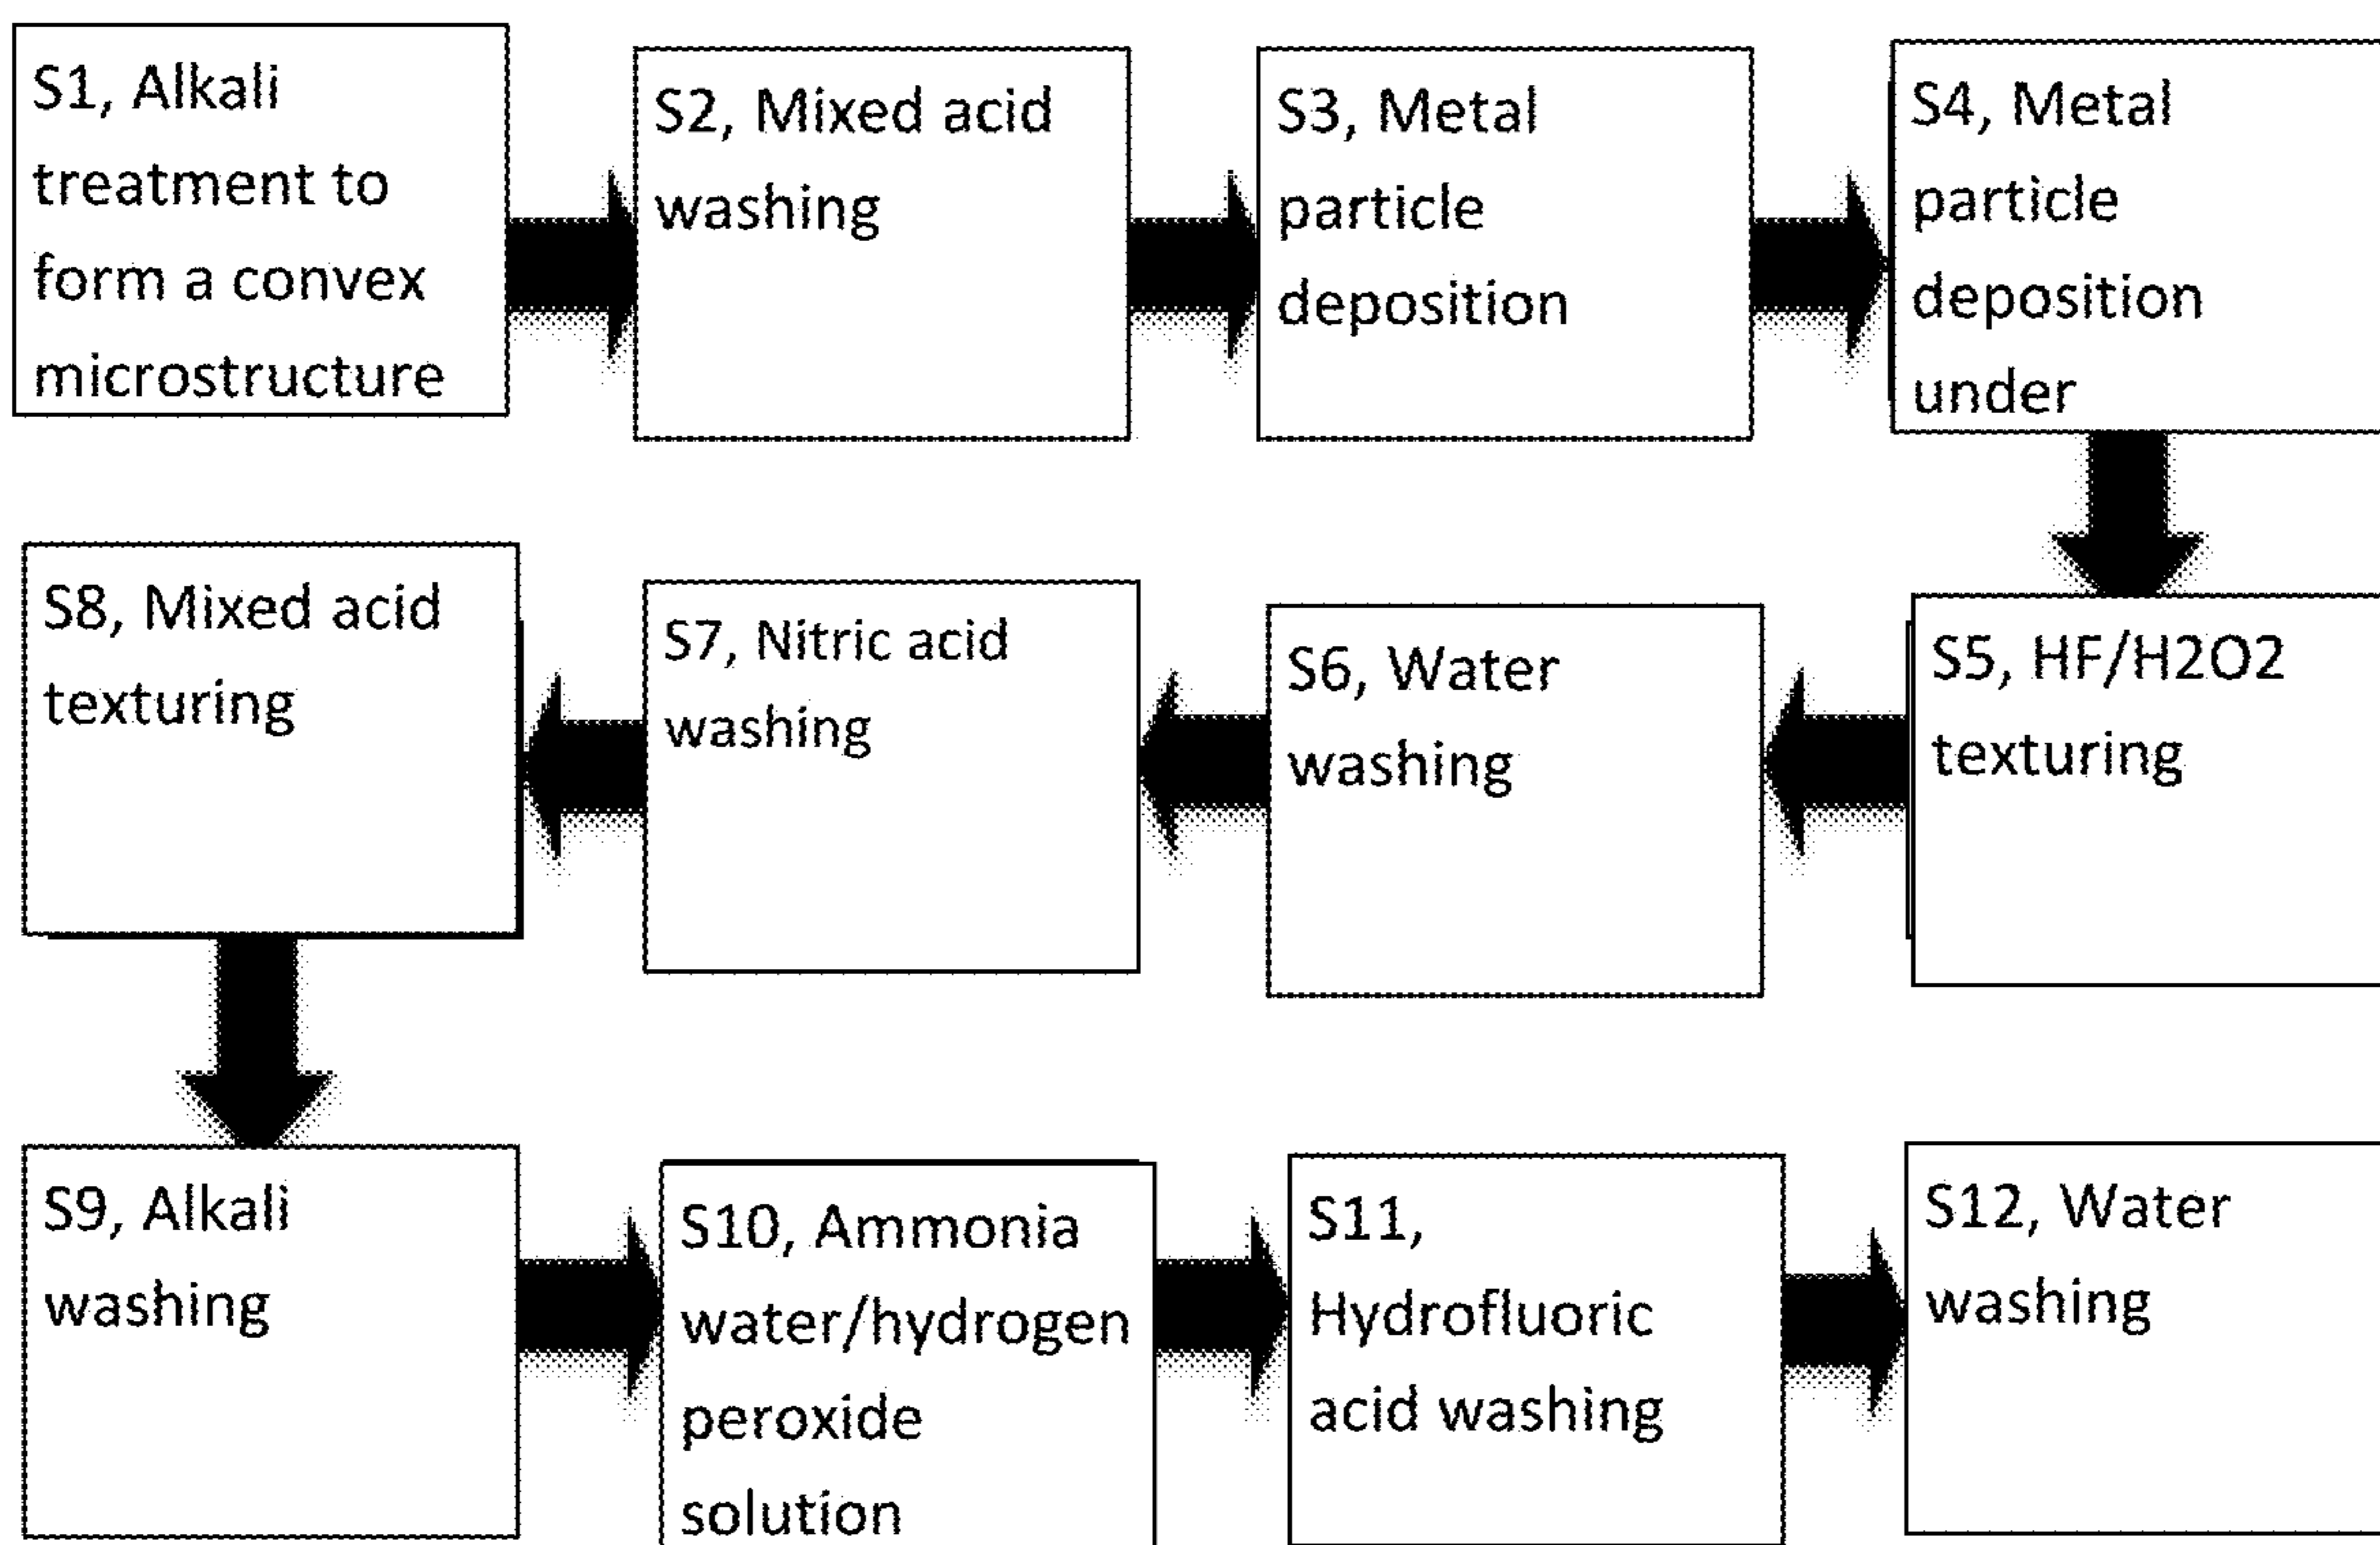 S1, Alkali
treatment to
form a convex
microstructure
S2, Mixed acid
washing
S3, Metal
particle
deposition
S4, Metal
particle
deposition
under
S5, HF/H2O2
texturing
S6, Water
washing
S7, Nitric acid
washing
S8, Mixed acid
texturing
S9, Alkali
washing
S10, Ammonia
water/hydrogen
peroxide
solution
S11,
Hydrofluoric
acid washing
S12, Water
washing